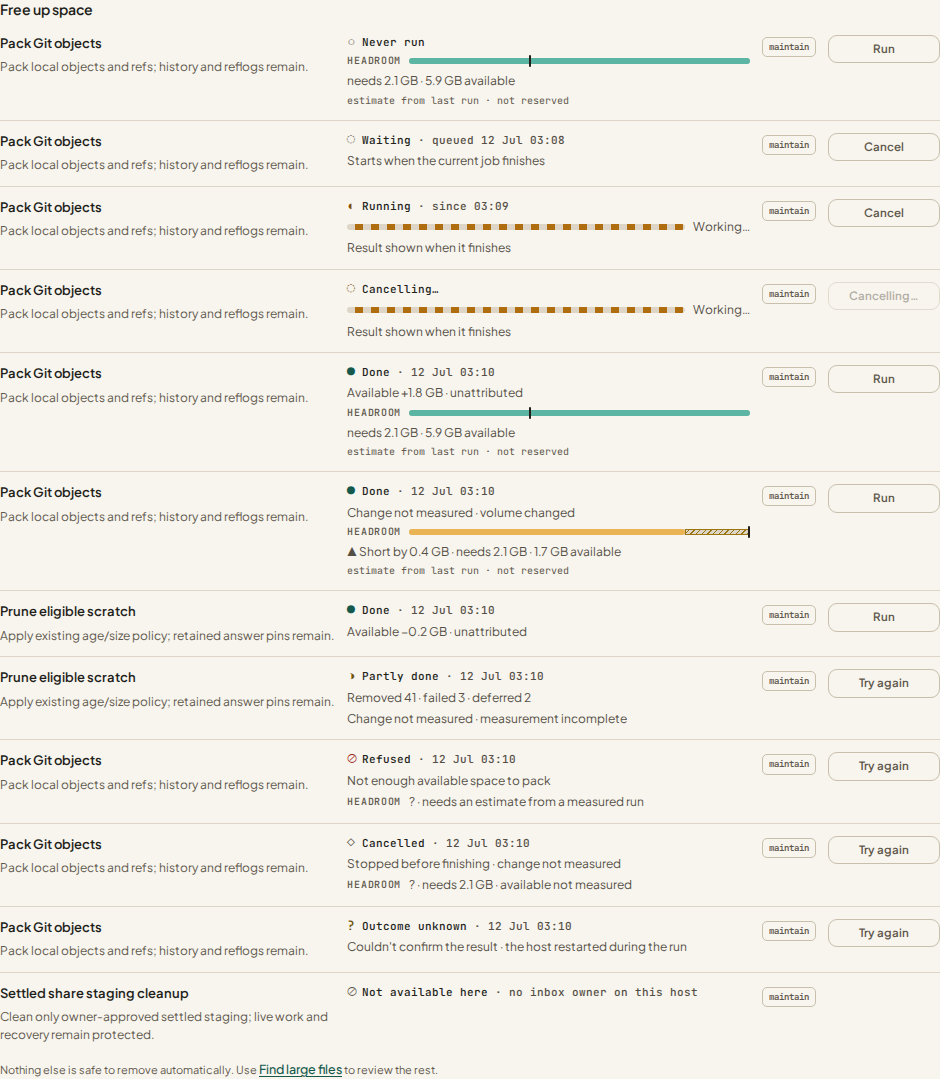 Free up space
Pack Git objects
Pack local objects and refs; history and reflogs remain.
Never run
HEADROOM
needs 2.1 GB · 5.9 GB available
estimate from last run · not reserved
maintain
Run
Pack Git objects
Pack local objects and refs; history and reflogs remain.
Waiting · queued 12 Jul 03:08
Starts when the current job finishes
maintain
Cancel
Pack Git objects
Pack local objects and refs; history and reflogs remain.
Running · since 03:09
Working…
Result shown when it finishes
maintain
Cancel
Pack Git objects
Pack local objects and refs; history and reflogs remain.
Cancelling…
Working…
Result shown when it finishes
maintain
Cancelling…
Pack Git objects
Pack local objects and refs; history and reflogs remain.
Done · 12 Jul 03:10
Available +1.8 GB · unattributed
HEADROOM
needs 2.1 GB · 5.9 GB available
estimate from last run · not reserved
maintain
Run
Pack Git objects
Pack local objects and refs; history and reflogs remain.
Done · 12 Jul 03:10
Change not measured · volume changed
HEADROOM
▲ Short by 0.4 GB · needs 2.1 GB · 1.7 GB available
estimate from last run · not reserved
maintain
Run
Prune eligible scratch
Apply existing age/size policy; retained answer pins remain.
Done · 12 Jul 03:10
Available −0.2 GB · unattributed
maintain
Run
Prune eligible scratch
Apply existing age/size policy; retained answer pins remain.
Partly done · 12 Jul 03:10
Removed 41 · failed 3 · deferred 2
Change not measured · measurement incomplete
maintain
Try again
Pack Git objects
Pack local objects and refs; history and reflogs remain.
Refused · 12 Jul 03:10
Not enough available space to pack
HEADROOM ? · needs an estimate from a measured run
maintain
Try again
Pack Git objects
Pack local objects and refs; history and reflogs remain.
Cancelled · 12 Jul 03:10
Stopped before finishing · change not measured
HEADROOM ? · needs 2.1 GB · available not measured
maintain
Try again
Pack Git objects
Pack local objects and refs; history and reflogs remain.
? Outcome unknown · 12 Jul 03:10
Couldn't confirm the result · the host restarted during the run
maintain
Try again
Settled share staging cleanup
Clean only owner-approved settled staging; live work and
recovery remain protected.
Not available here · no inbox owner on this host
maintain
Nothing else is safe to remove automatically. Use Find large files to review the rest.